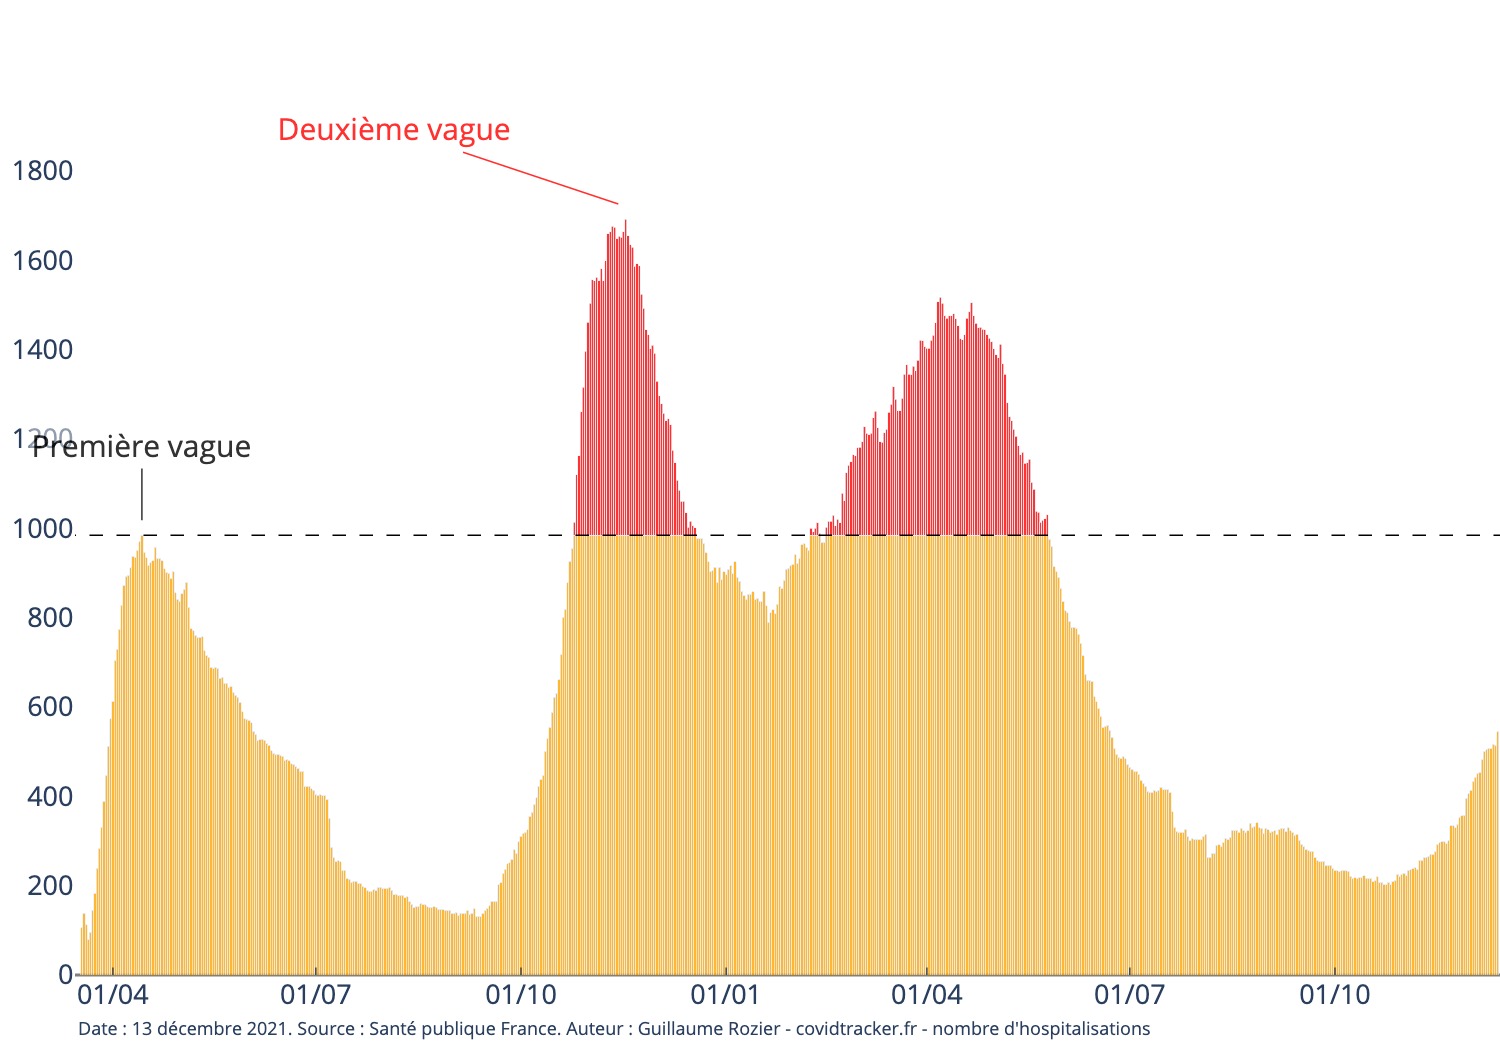 Deuxième vague
1800
1600
1400
1200
Première vague
1000
800
600
400
200
0
01/04 01/07 01/10 01/01 01/04 01/07 01/10
Date : 13 décembre 2021. Source : Santé publique France. Auteur : Guillaume Rozier - covidtracker.fr - nombre d'hospitalisations